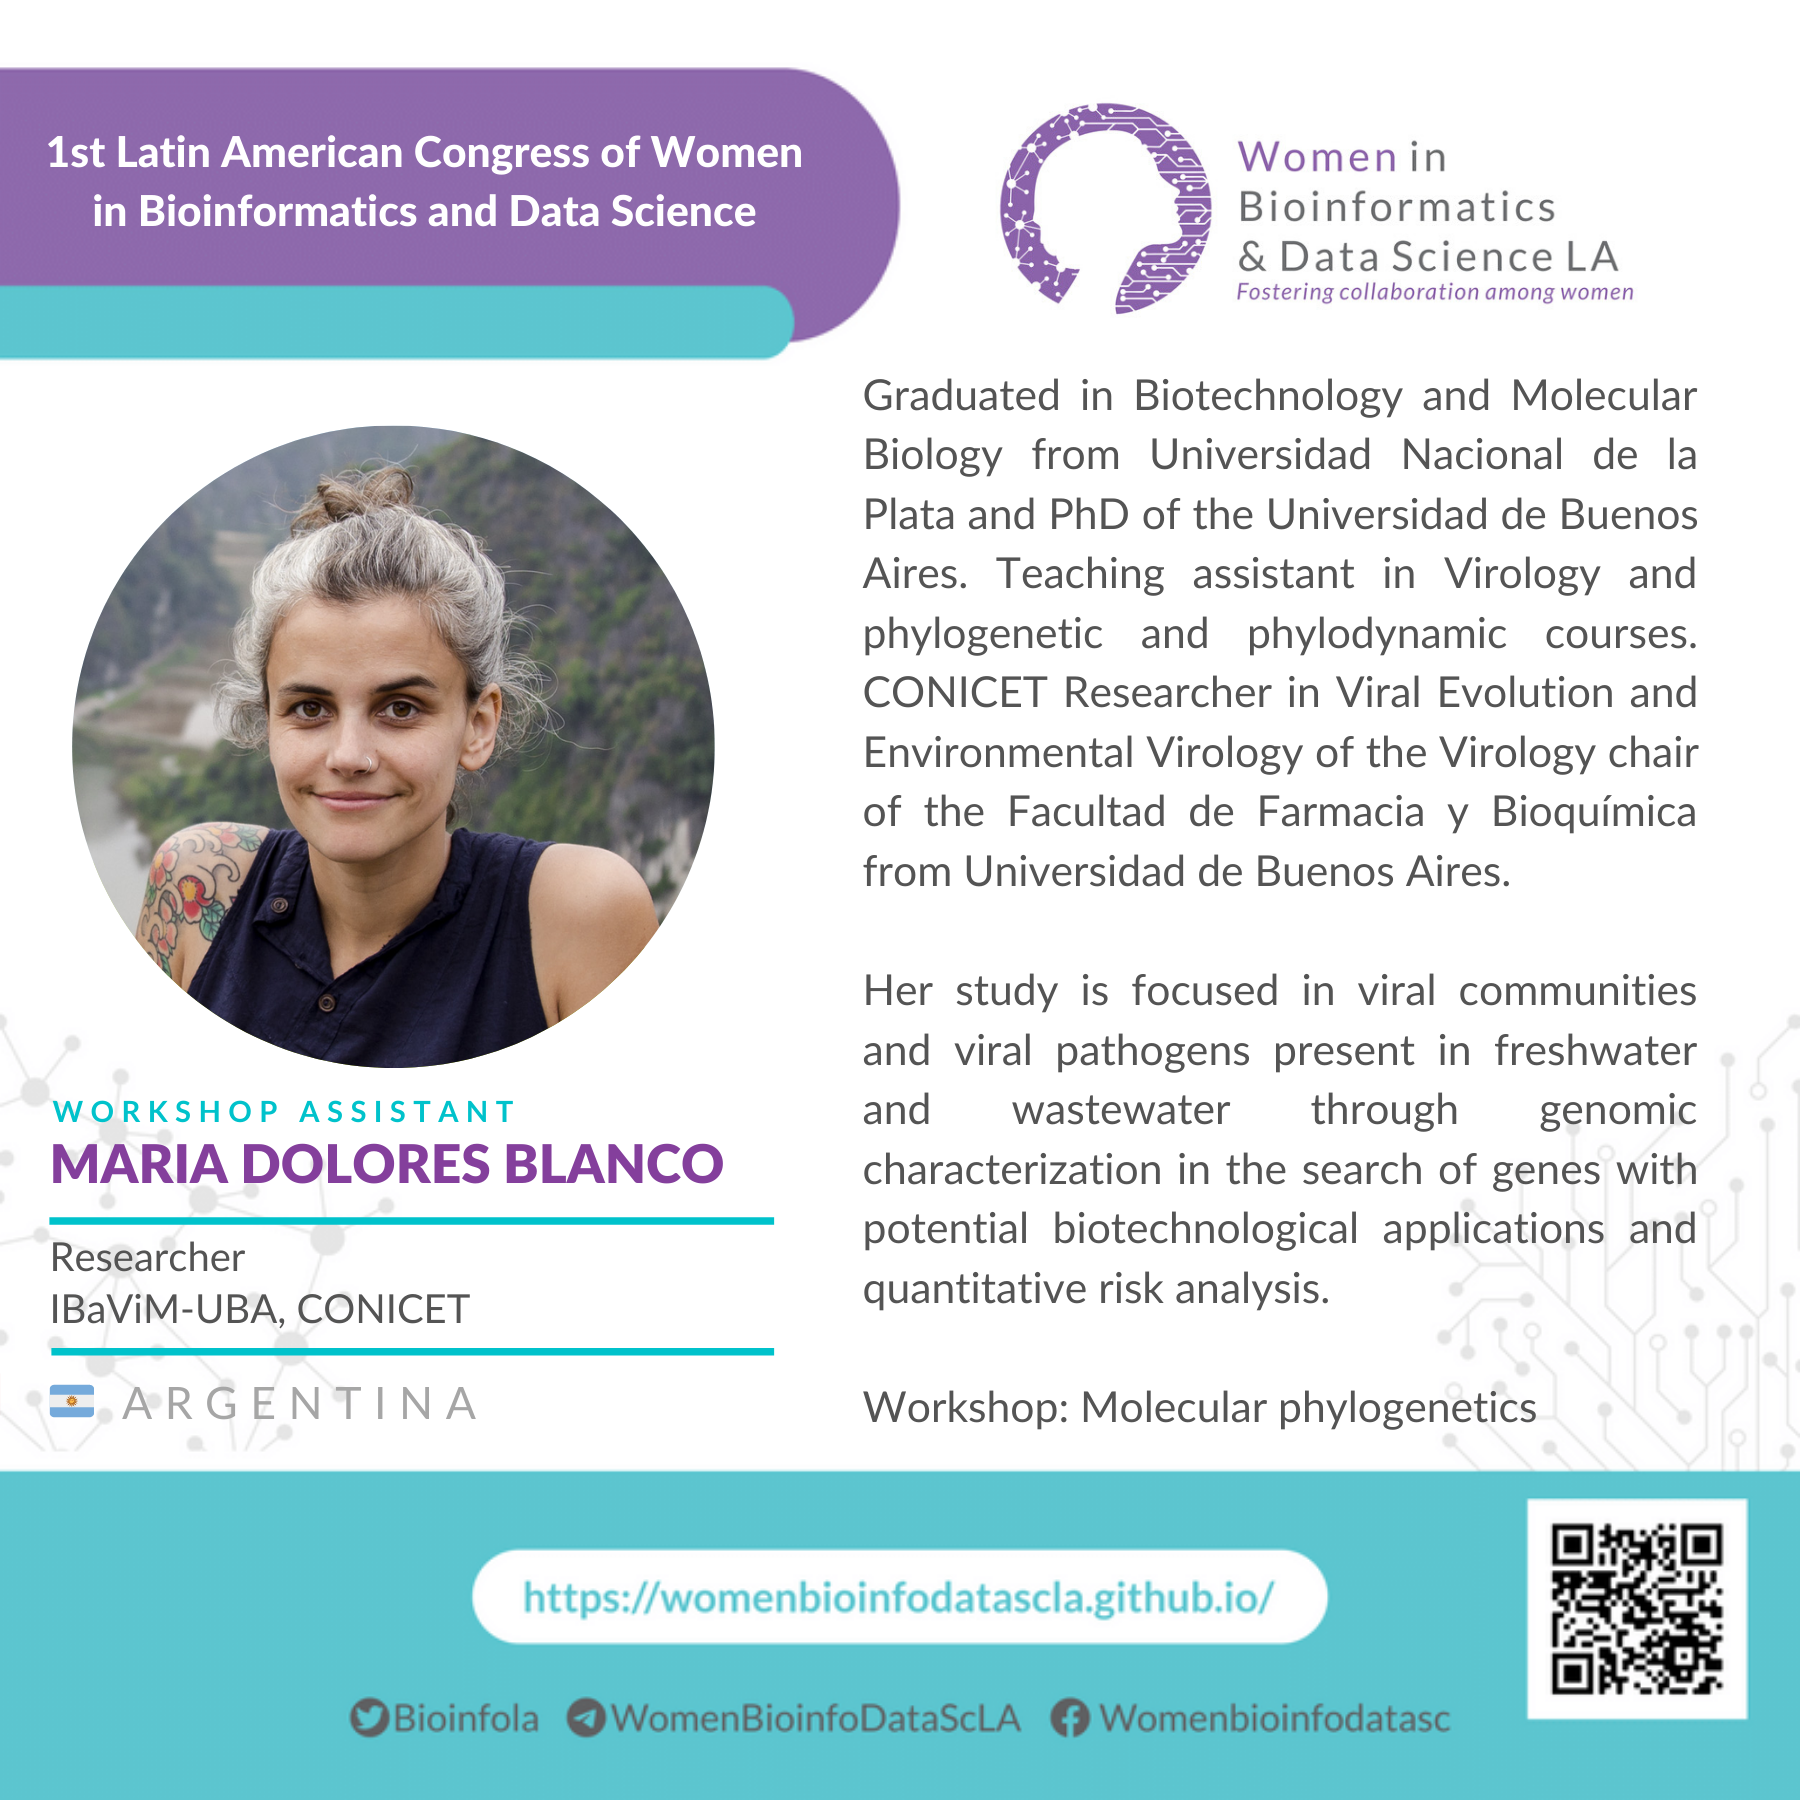 1st Latin American Congress of Women
in Bioinformatics and Data Science
Women in
Bioinformatics
& Data Science LA
Fostering collaboration among women
Graduated in Biotechnology and Molecular
Biology from Universidad Nacional de la
Plata and PhD of the Universidad de Buenos
Aires. Teaching assistant in Virology and
phylogenetic and phylodynamic courses.
CONICET Researcher in Viral Evolution and
Environmental Virology of the Virology chair
of the Facultad de Farmacia y Bioquímica
from Universidad de Buenos Aires.
Her study is focused in viral communities
and viral pathogens present in freshwater
and wastewater through genomic
characterization in the search of genes with
potential biotechnological applications and
quantitative risk analysis.
Workshop: Molecular phylogenetics
WORKSHOP ASSISTANT
MARIA DOLORES BLANCO
Researcher
IBaViM-UBA, CONICET
ARGENTINA
https://womenbioinfodatascla.github.io/
Bioinfola WomenBioinfoDataScLA Womenbioinfodatasc